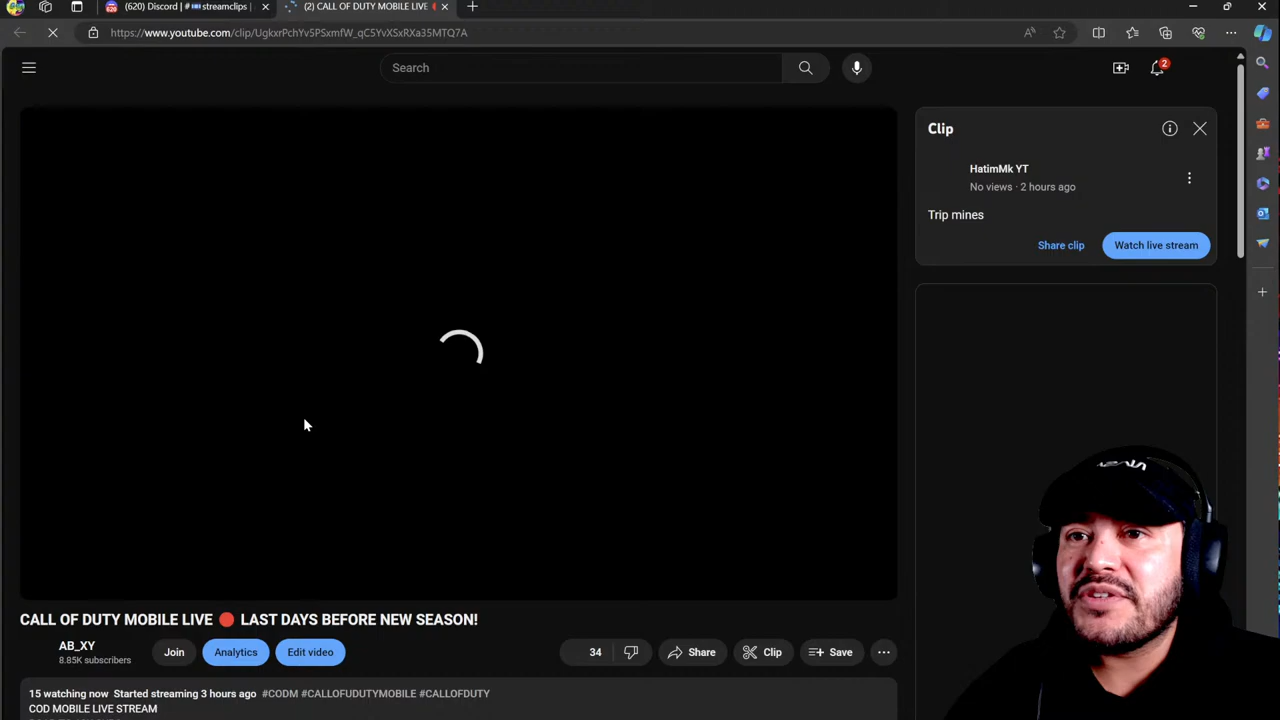 (620) Discord | # streamclips |
(2) CALL OF DUTY MOBILE LIVE
https://www.youtube.com/clip/UgkxrPchYv5PSxmfW_qC5YvXSxRXa35MTQ7A
Search
2
Clip
HatimMk YT
No views · 2 hours ago
Trip mines
Share clip
Watch live stream
CALL OF DUTY MOBILE LIVE 🔴 LAST DAYS BEFORE NEW SEASON!
AB_XY
8.85K subscribers
Join
Analytics
Edit video
34
Share
Clip
Save
15 watching now Started streaming 3 hours ago #CODM #CALLOFUDUTYMOBILE #CALLOFDUTY
COD MOBILE LIVE STREAM